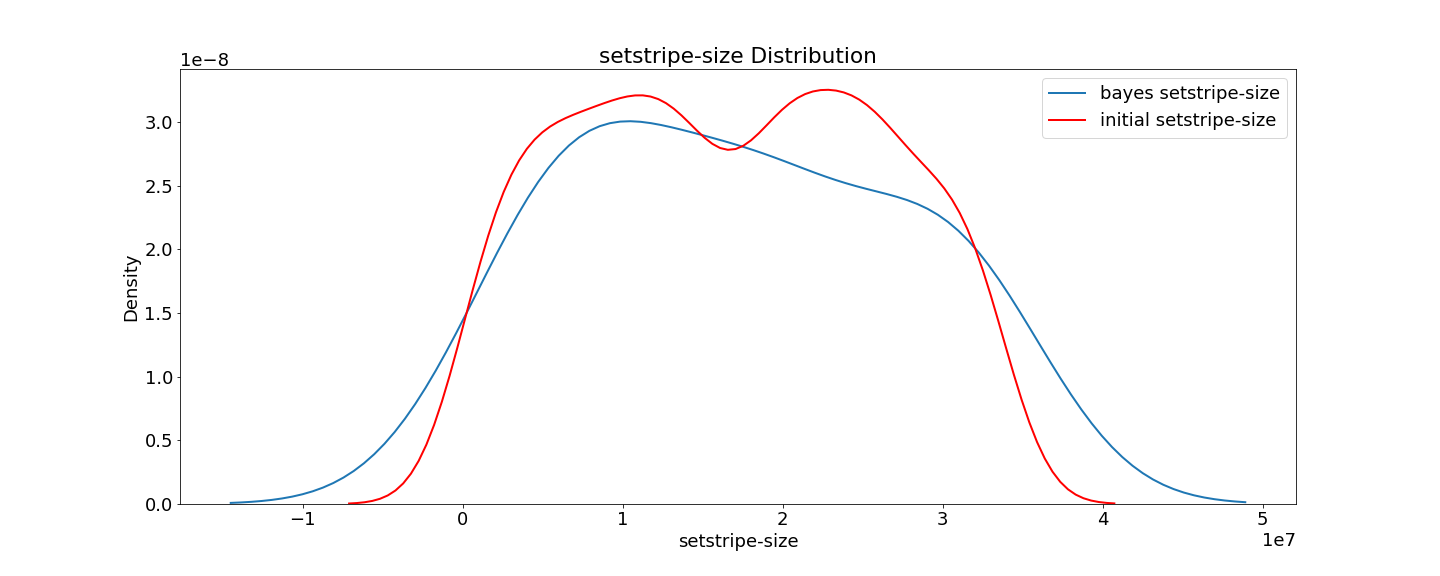 setstripe-size Distribution
1e−8
bayes setstripe-size
initial setstripe-size
3.0
2.5
2.0
1.5
1.0
0.5
0.0
Density
−1
0
1
2
3
4
5
setstripe-size
1e7